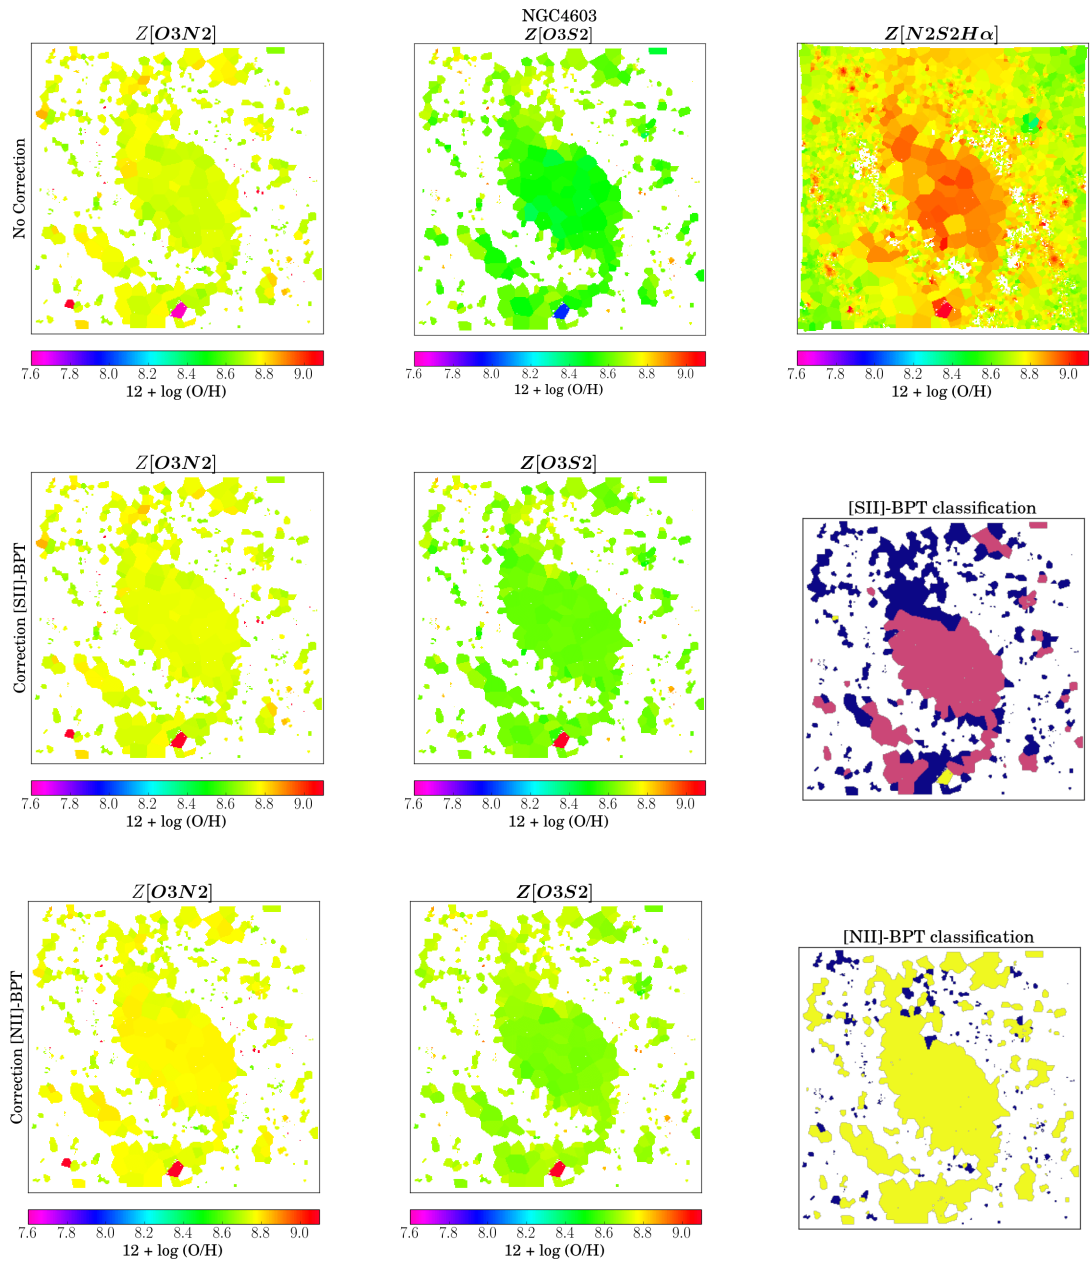 NGC4603
Z[O3N2]
Z[O3S2]
Z[N2S2Hα]
No Correction
7.6 7.8 8.0 8.2 8.4 8.6 8.8 9.0
12 + log (O/H)
7.6 7.8 8.0 8.2 8.4 8.6 8.8 9.0
12 + log (O/H)
7.6 7.8 8.0 8.2 8.4 8.6 8.8 9.0
12 + log (O/H)
Z[O3N2]
Z[O3S2]
[SII]-BPT classification
Correction [SII]-BPT
7.6 7.8 8.0 8.2 8.4 8.6 8.8 9.0
12 + log (O/H)
7.6 7.8 8.0 8.2 8.4 8.6 8.8 9.0
12 + log (O/H)
Z[O3N2]
Z[O3S2]
[NII]-BPT classification
Correction [NII]-BPT
7.6 7.8 8.0 8.2 8.4 8.6 8.8 9.0
12 + log (O/H)
7.6 7.8 8.0 8.2 8.4 8.6 8.8 9.0
12 + log (O/H)